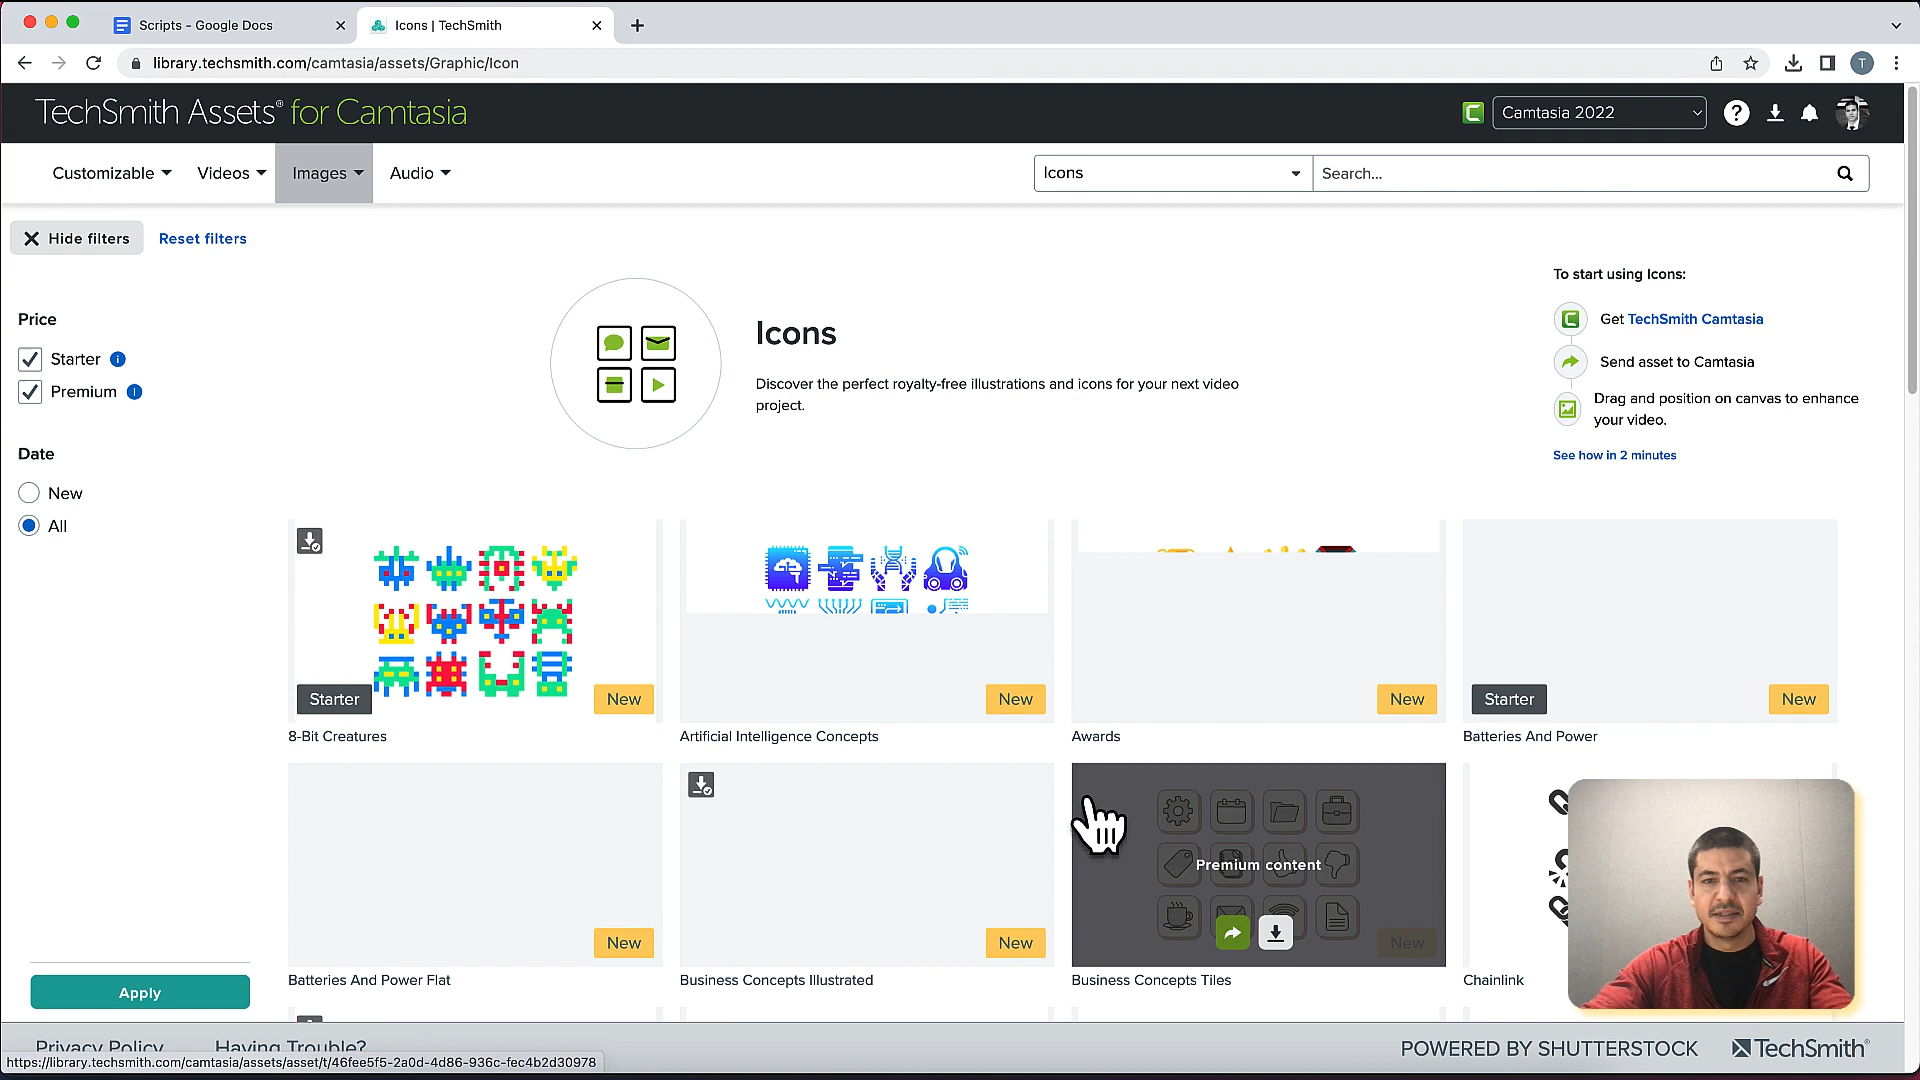 Scripts - Google Docs
Icons | TechSmith
library.techsmith.com/camtasia/assets/Graphic/Icon
T
TechSmith Assets® for Camtasia
Camtasia 2022
Customizable
Videos
Images
Audio
Icons
Search...
Hide filters
Reset filters
Price
Starter
Premium
Date
New
All
Apply
Icons
Discover the perfect royalty-free illustrations and icons for your next video
project.
To start using Icons:
Get TechSmith Camtasia
Send asset to Camtasia
Drag and position on canvas to enhance
your video.
See how in 2 minutes
Starter
New
New
New
Starter
New
8-Bit Creatures
Artificial Intelligence Concepts
Awards
Batteries And Power
New
New
Premium content
New
Batteries And Power Flat
Business Concepts Illustrated
Business Concepts Tiles
Chainlink
Privacy Policy
Having Trouble?
POWERED BY SHUTTERSTOCK
TechSmith®
https://library.techsmith.com/camtasia/assets/asset/t/46fee5f5-2a0d-4d86-936c-fec4b2d30978